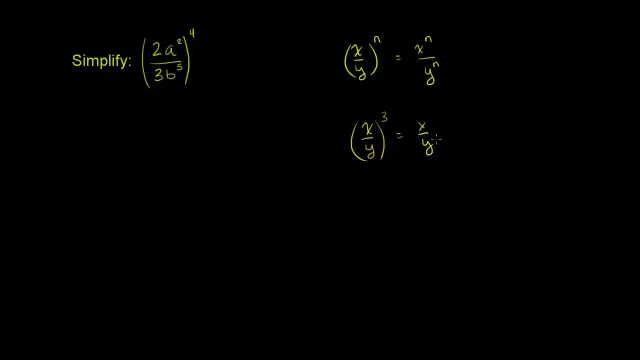 Simplify: (2a²/3b⁵)⁴
(x/y)ⁿ = xⁿ/yⁿ
(x/y)³ = x/y